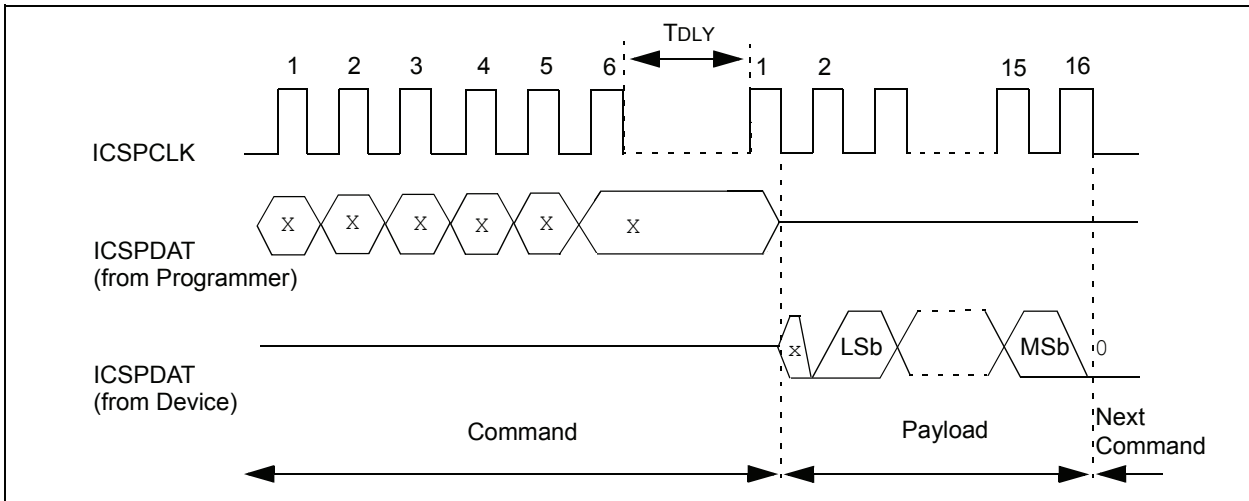 TDLY
1 2 3 4 5 6 1 2 15 16
ICSPCLK
X X X X X X
ICSPDAT
(from Programmer)
x LSb MSb 0
ICSPDAT
(from Device)
Command Payload Next
Command